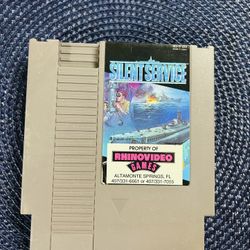 SILENT SERVICE
PROPERTY OF
RHINOVIDEO
GAMES
ALTAMONTE SPRINGS, FL